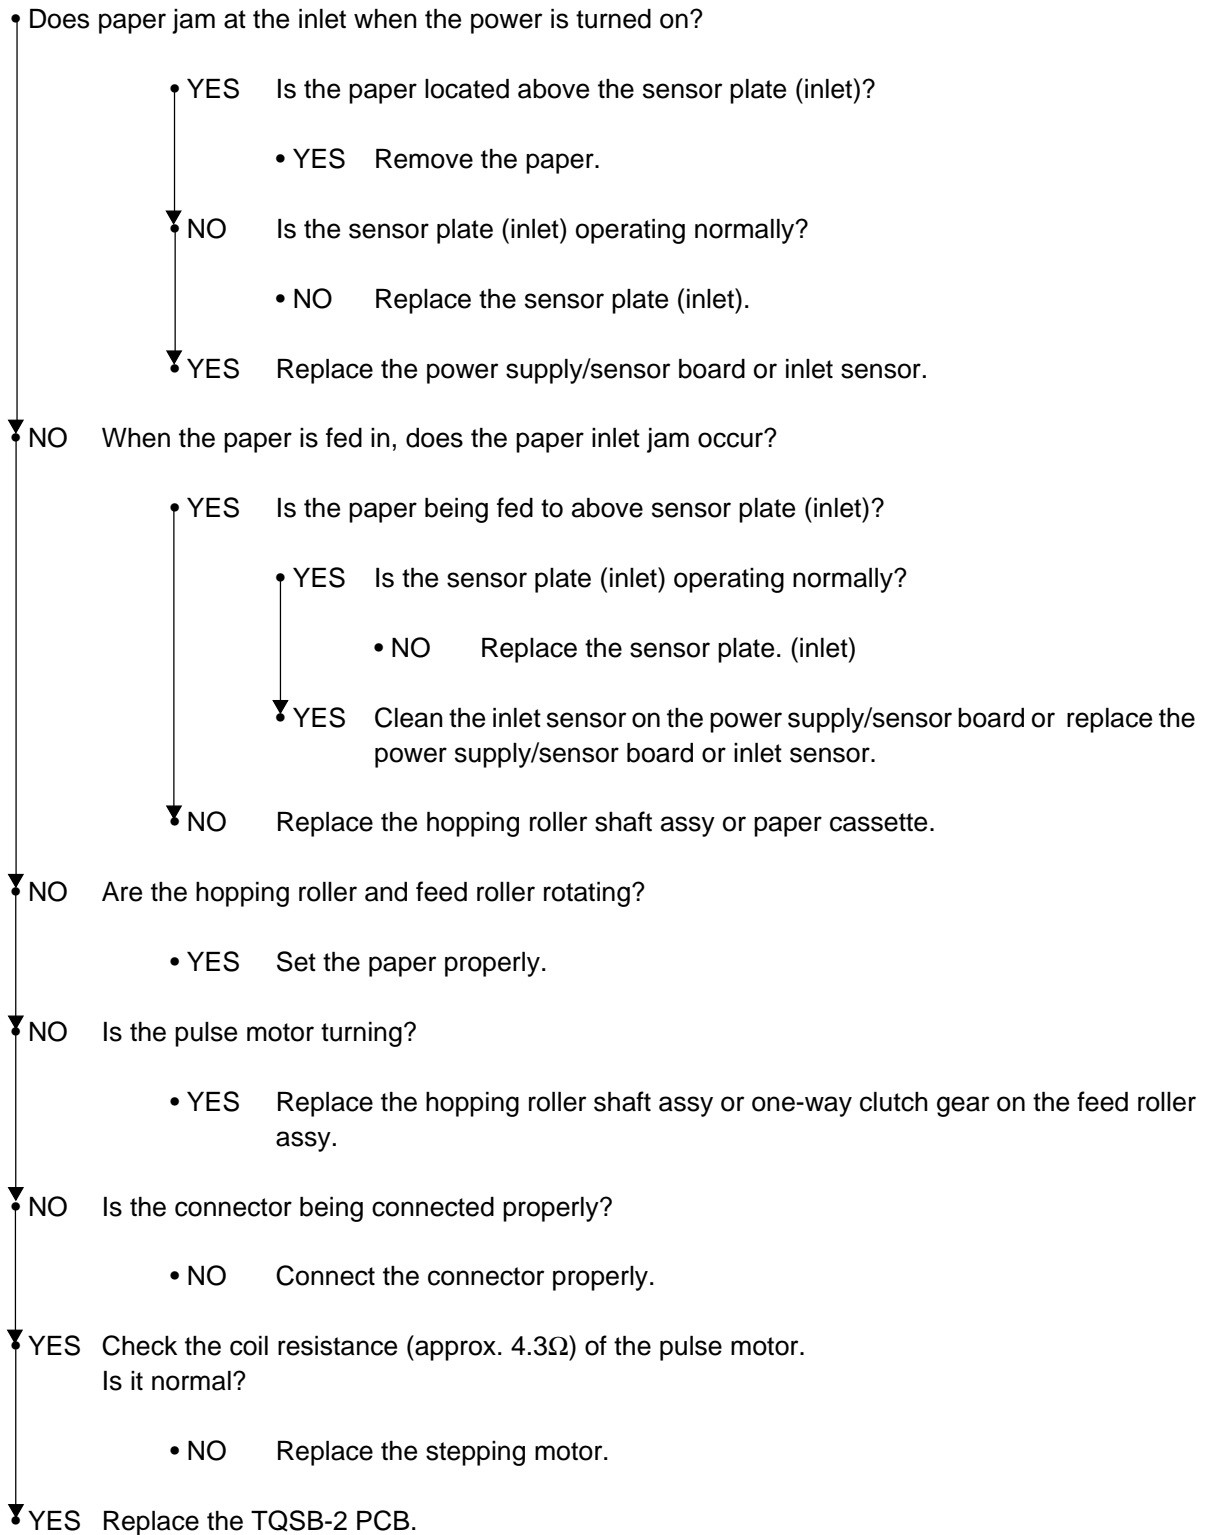 • Does paper jam at the inlet when the power is turned on?
• YES Is the paper located above the sensor plate (inlet)?
• YES Remove the paper.
• NO Is the sensor plate (inlet) operating normally?
• NO Replace the sensor plate (inlet).
• YES Replace the power supply/sensor board or inlet sensor.
• NO When the paper is fed in, does the paper inlet jam occur?
• YES Is the paper being fed to above sensor plate (inlet)?
• YES Is the sensor plate (inlet) operating normally?
• NO Replace the sensor plate. (inlet)
• YES Clean the inlet sensor on the power supply/sensor board or replace the
power supply/sensor board or inlet sensor.
• NO Replace the hopping roller shaft assy or paper cassette.
• NO Are the hopping roller and feed roller rotating?
• YES Set the paper properly.
• NO Is the pulse motor turning?
• YES Replace the hopping roller shaft assy or one-way clutch gear on the feed roller
assy.
• NO Is the connector being connected properly?
• NO Connect the connector properly.
• YES Check the coil resistance (approx. 4.3Ω) of the pulse motor.
Is it normal?
• NO Replace the stepping motor.
• YES Replace the TQSB-2 PCB.